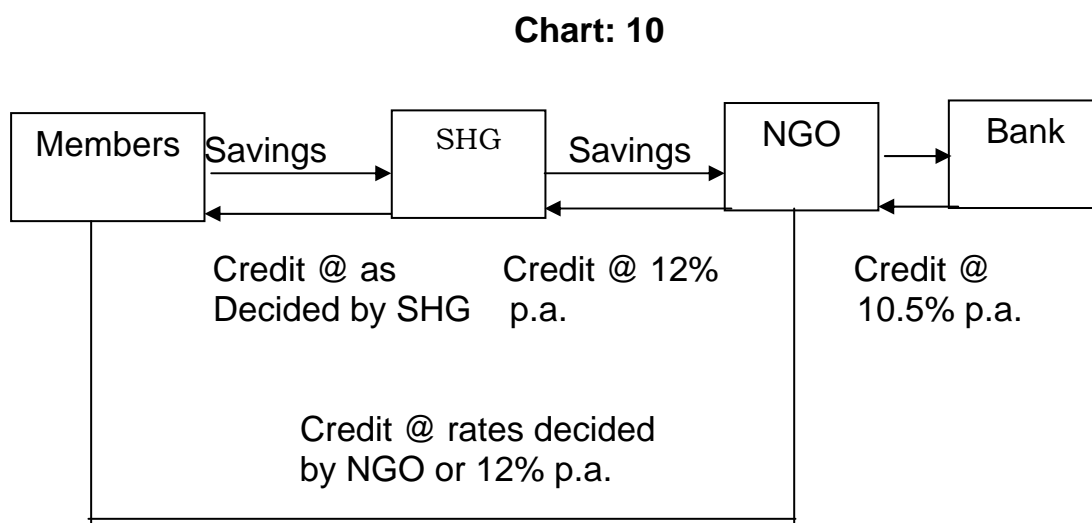 Chart: 10
Members
Savings
SHG
Savings
NGO
Bank
Credit @ as
Decided by SHG
Credit @ 12%
p.a.
Credit @
10.5% p.a.
Credit @ rates decided
by NGO or 12% p.a.